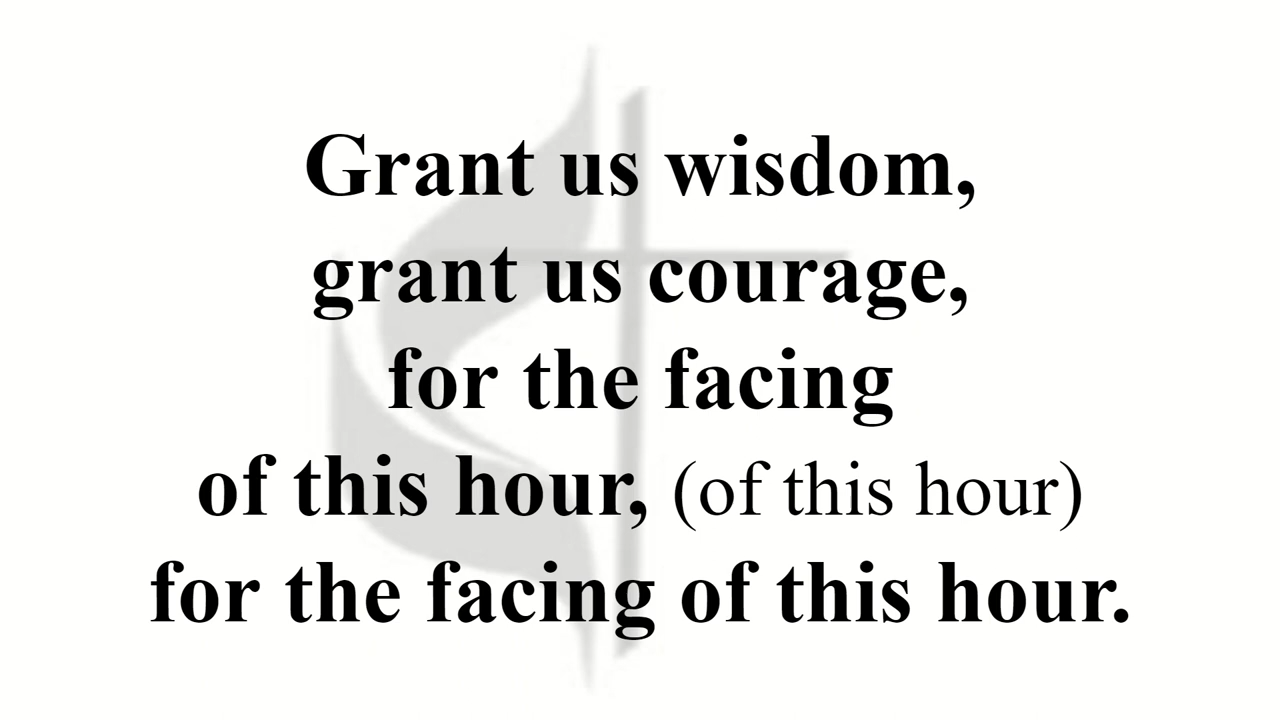 Grant us wisdom,
grant us courage,
for the facing
of this hour, (of this hour)
for the facing of this hour.